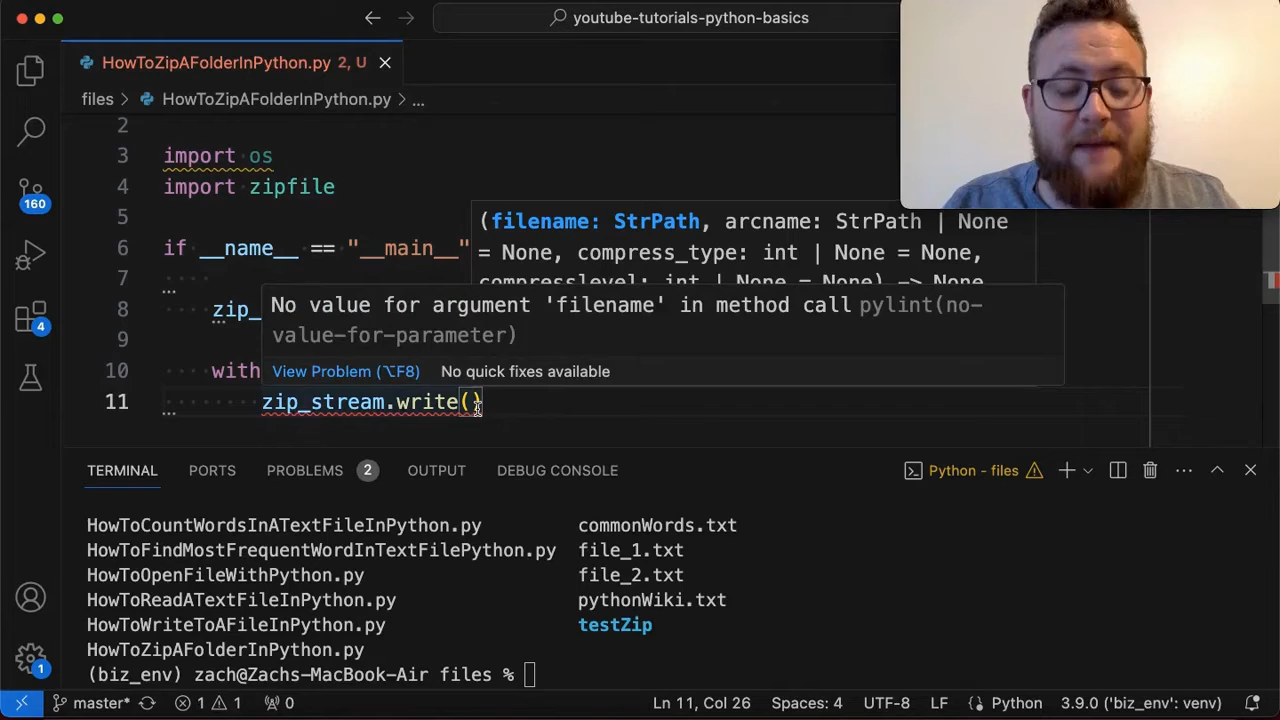 youtube-tutorials-python-basics
HowToZipAFolderInPython.py 2, U
files > HowToZipAFolderInPython.py > ...
2
3 import os
4 import zipfile
5
6 if __name__ == "__main__"
7
8 zip_
9
10 with
11 zip_stream.write()
(filename: StrPath, arcname: StrPath | None
= None, compress_type: int | None = None,
compresslevel: int | None = None) -> None
No value for argument 'filename' in method call pylint(no-
value-for-parameter)
View Problem (⌥F8) No quick fixes available
160
4
1
TERMINAL PORTS PROBLEMS 2 OUTPUT DEBUG CONSOLE
Python - files
HowToCountWordsInATextFileInPython.py commonWords.txt
HowToFindMostFrequentWordInTextFilePython.py file_1.txt
HowToOpenFileWithPython.py file_2.txt
HowToReadATextFileInPython.py pythonWiki.txt
HowToWriteToAFileInPython.py testZip
HowToZipAFolderInPython.py
(biz_env) zach@Zachs-MacBook-Air files %
master* 1 1 0 Ln 11, Col 26 Spaces: 4 UTF-8 LF Python 3.9.0 ('biz_env': venv)